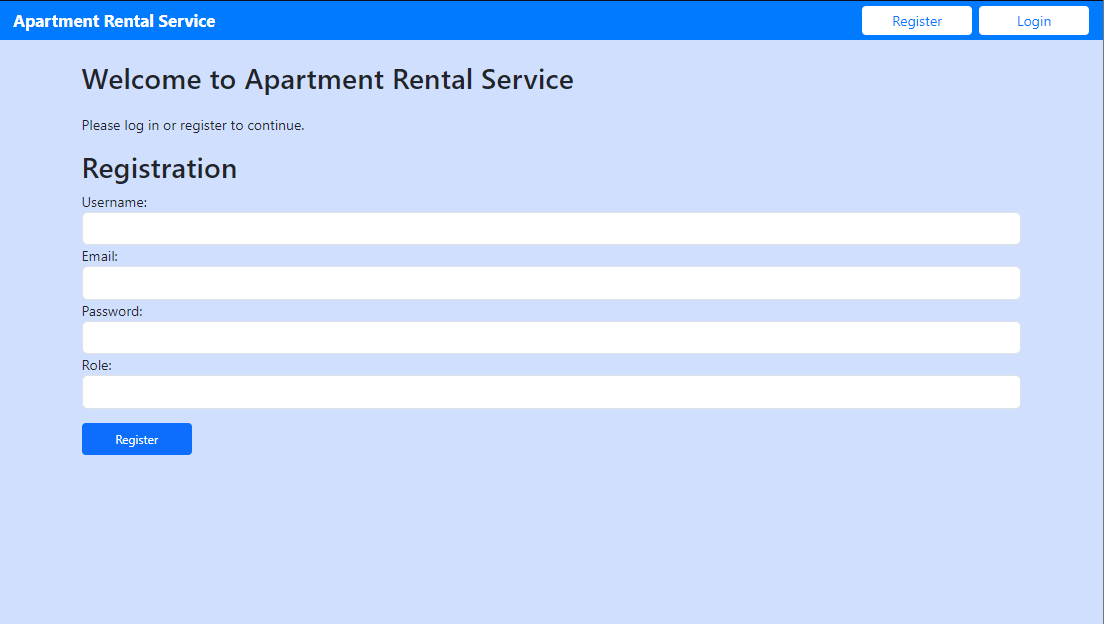 Apartment Rental Service
Register
Login
Welcome to Apartment Rental Service
Please log in or register to continue.
Registration
Username:
Email:
Password:
Role:
Register